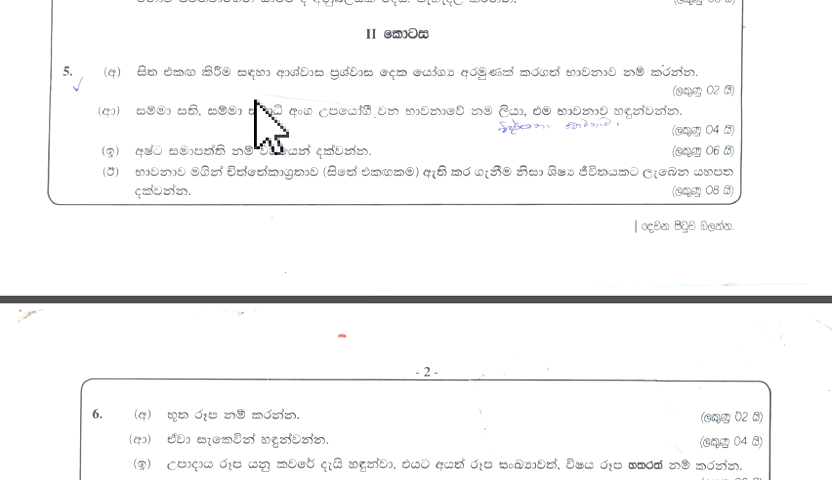 II කොටස
5. (අ) සිත එකඟ කිරීම සඳහා ආශ්වාස ප්‍රශ්වාස දෙක යෝග්‍ය අරමුණක් කරගත් භාවනාව නම් කරන්න.
(ලකුණු 02 යි)
(ආ) සම්මා සති, සම්මා අංග උපයෝගී වන භාවනාවේ නම ලියා, එම භාවනාව හඳුන්වන්න.
(ලකුණු 04 යි)
(ඉ) අෂ්ට සමාපත්ති නම් දක්වන්න. (ලකුණු 06 යි)
(ඊ) භාවනාව මගින් චිත්තේකාග්‍රතාව (සිතේ එකඟකම) ඇති කර ගැනීම නිසා ශිෂ්‍ය ජීවිතයකට ලැබෙන යහපත
දක්වන්න. (ලකුණු 08 යි)
දෙවන පිටුව බලන්න.
- 2 -
6. (අ) භූත රූප නම් කරන්න. (ලකුණු 02 යි)
(ආ) ඒවා සැකෙවින් හඳුන්වන්න. (ලකුණු 04 යි)
(ඉ) උපාදාය රූප යනු කවරේ දැයි හඳුන්වා, එයට අයත් රූප සංඛ්‍යාවත්, විෂය රූප හතරත් නම් කරන්න.